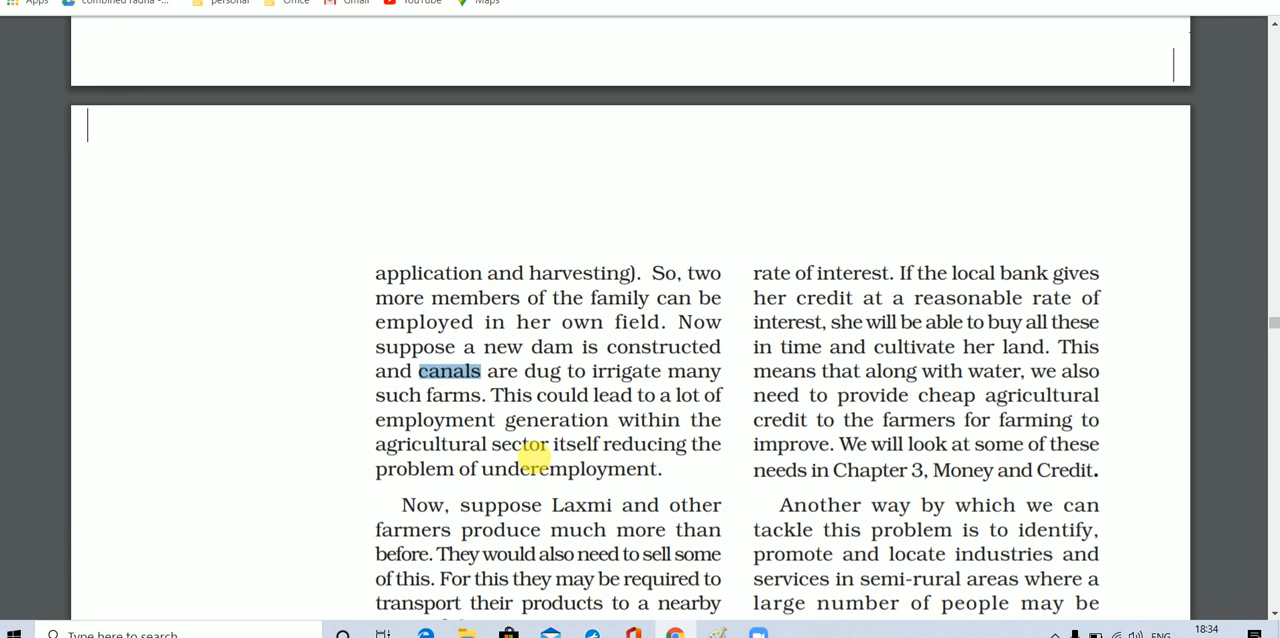 Apps
combined radha -...
personal
Office
Gmail
YouTube
Maps
application and harvesting). So, two
more members of the family can be
employed in her own field. Now
suppose a new dam is constructed
and canals are dug to irrigate many
such farms. This could lead to a lot of
employment generation within the
agricultural sector itself reducing the
problem of underemployment.
Now, suppose Laxmi and other
farmers produce much more than
before. They would also need to sell some
of this. For this they may be required to
transport their products to a nearby
rate of interest. If the local bank gives
her credit at a reasonable rate of
interest, she will be able to buy all these
in time and cultivate her land. This
means that along with water, we also
need to provide cheap agricultural
credit to the farmers for farming to
improve. We will look at some of these
needs in Chapter 3, Money and Credit.
Another way by which we can
tackle this problem is to identify,
promote and locate industries and
services in semi-rural areas where a
large number of people may be
Type here to search
ENG
18:34